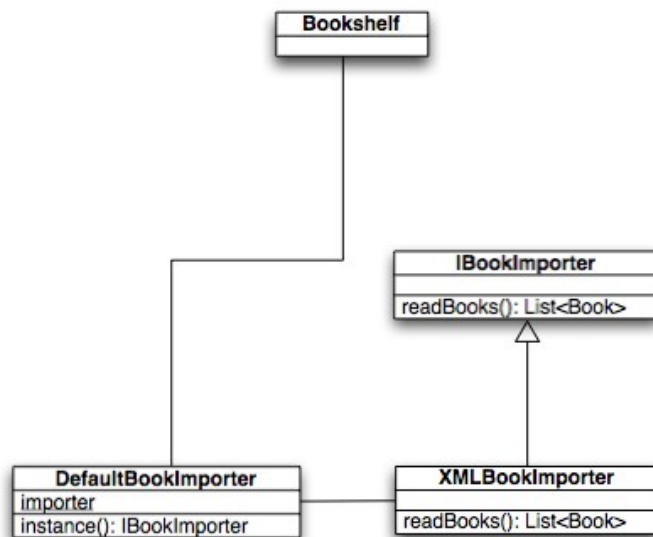 Bookshelf
IBookImporter
readBooks(): List<Book>
DefaultBookImporter
importer
instance(): IBookImporter
XMLBookImporter
readBooks(): List<Book>